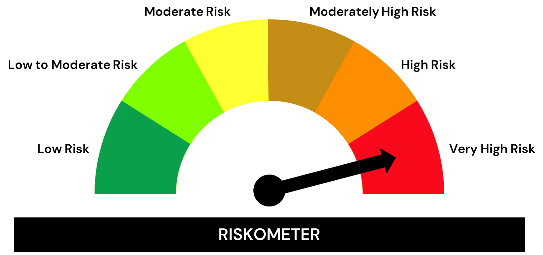 Moderate Risk
Moderately High Risk
Low to Moderate Risk
High Risk
Low Risk
Very High Risk
RISKOMETER